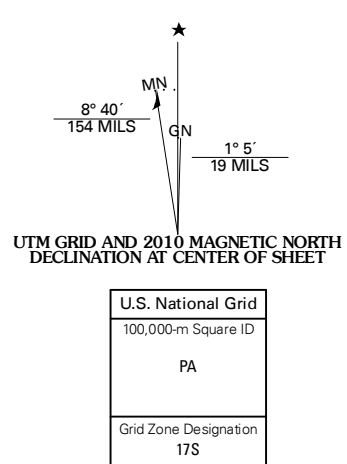 ★
MN
8° 40´
154 MILS
GN
1° 5´
19 MILS
UTM GRID AND 2010 MAGNETIC NORTH
DECLINATION AT CENTER OF SHEET
U.S. National Grid
100,000-m Square ID
PA
Grid Zone Designation
17S